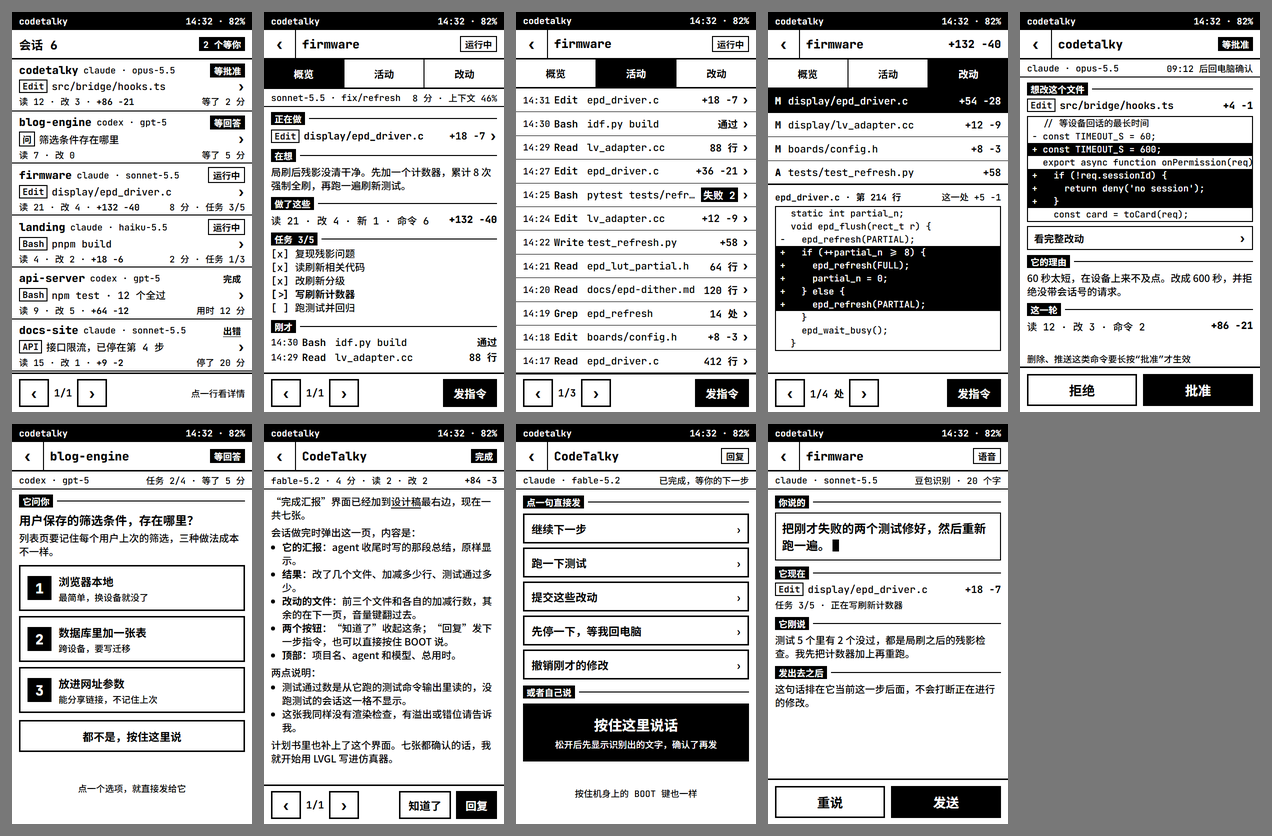 codetalky 14:32 · 82%
会话 6 2 个等你
codetalky claude · opus-5.5 等批准
Edit src/bridge/hooks.ts ›
读 12 · 改 3 · +86 -21 等了 2 分
blog-engine codex · gpt-5 等回答
问 筛选条件存在哪里 ›
读 7 · 改 0 等了 5 分
firmware claude · sonnet-5.5 运行中
Edit display/epd_driver.c ›
读 21 · 改 4 · +132 -40 8 分 · 任务 3/5
landing claude · haiku-5.5 运行中
Bash pnpm build ›
读 4 · 改 2 · +18 -6 2 分 · 任务 1/3
api-server codex · gpt-5 完成
Bash npm test · 12 个全过 ›
读 9 · 改 5 · +64 -12 用时 12 分
docs-site claude · sonnet-5.5 出错
API 接口限流，已停在第 4 步 ›
读 15 · 改 1 · +9 -2 停了 20 分
‹ 1/1 › 点一行看详情
codetalky 14:32 · 82%
‹ firmware 运行中
概览 活动 改动
sonnet-5.5 · fix/refresh 8 分 · 上下文 46%
正在做
Edit display/epd_driver.c +18 -7 ›
在想
局刷后残影没清干净。先加一个计数器，累计 8 次
强制全刷，再跑一遍刷新测试。
做了这些
读 21 · 改 4 · 新 1 · 命令 6 +132 -40
任务 3/5
[x] 复现残影问题
[x] 读刷新相关代码
[x] 改刷新分级
[>] 写刷新计数器
[ ] 跑测试并回归
刚才
14:30 Bash idf.py build 通过
14:29 Read lv_adapter.cc 88 行
‹ 1/1 › 发指令
codetalky 14:32 · 82%
‹ firmware 运行中
概览 活动 改动
14:31 Edit epd_driver.c +18 -7 ›
14:30 Bash idf.py build 通过 ›
14:29 Read lv_adapter.cc 88 行 ›
14:27 Edit epd_driver.c +36 -21 ›
14:25 Bash pytest tests/refr… 失败 2 ›
14:24 Edit lv_adapter.cc +12 -9 ›
14:22 Write test_refresh.py +58 ›
14:21 Read epd_lut_partial.h 64 行 ›
14:20 Read docs/epd-dither.md 120 行 ›
14:19 Grep epd_refresh 14 处 ›
14:18 Edit boards/config.h +8 -3 ›
14:17 Read epd_driver.c 412 行 ›
‹ 1/3 › 发指令
codetalky 14:32 · 82%
‹ firmware +132 -40
概览 活动 改动
M display/epd_driver.c +54 -28
M display/lv_adapter.cc +12 -9
M boards/config.h +8 -3
A tests/test_refresh.py +58
epd_driver.c · 第 214 行 这一处 +5 -1
static int partial_n;
void epd_flush(rect_t r) {
- epd_refresh(PARTIAL);
+ if (++partial_n >= 8) {
+ epd_refresh(FULL);
+ partial_n = 0;
+ } else {
+ epd_refresh(PARTIAL);
}
epd_wait_busy();
}
‹ 1/4 处 › 发指令
codetalky 14:32 · 82%
‹ codetalky 等批准
claude · opus-5.5 09:12 后回电脑确认
想改这个文件
Edit src/bridge/hooks.ts +4 -1
// 等设备回话的最长时间
- const TIMEOUT_S = 60;
+ const TIMEOUT_S = 600;
export async function onPermission(req)
+ if (!req.sessionId) {
+ return deny('no session');
+ }
const card = toCard(req);
看完整改动 ›
它的理由
60 秒太短，在设备上来不及点。改成 600 秒，并拒
绝没带会话号的请求。
这一轮
读 12 · 改 3 · 命令 2 +86 -21
删除、推送这类命令要长按“批准”才生效
拒绝 批准
codetalky 14:32 · 82%
‹ blog-engine 等回答
codex · gpt-5 任务 2/4 · 等了 5 分
它问你
用户保存的筛选条件，存在哪里？
列表页要记住每个用户上次的筛选，三种做法成本
不一样。
1 浏览器本地
最简单，换设备就没了
2 数据库里加一张表
跨设备，要写迁移
3 放进网址参数
能分享链接，不记住上次
都不是，按住这里说
点一个选项，就直接发给它
codetalky 14:32 · 82%
‹ CodeTalky 完成
fable-5.2 · 4 分 · 读 2 · 改 2 +84 -3
“完成汇报”界面已经加到设计稿最右边，现在一
共七张。
会话做完时弹出这一页，内容是：
• 它的汇报：agent 收尾时写的那段总结，原样显
示。
• 结果：改了几个文件、加减多少行、测试通过多
少。
• 改动的文件：前三个文件和各自的加减行数，其
余的在下一页，音量键翻过去。
• 两个按钮：“知道了”收起这条；“回复”发下
一步指令，也可以直接按住 BOOT 说。
• 顶部：项目名、agent 和模型、总用时。
两点说明：
• 测试通过数是从它跑的测试命令输出里读的，没
跑测试的会话这一格不显示。
• 这张我同样没有渲染检查，有溢出或错位请告诉
我。
计划书里也补上了这个界面。七张都确认的话，我
就开始用 LVGL 写进仿真器。
‹ 1/1 › 知道了 回复
codetalky 14:32 · 82%
‹ CodeTalky 回复
claude · fable-5.2 已完成，等你的下一步
点一句直接发
继续下一步 ›
跑一下测试 ›
提交这些改动 ›
先停一下，等我回电脑 ›
撤销刚才的修改 ›
或者自己说
按住这里说话
松开后先显示识别出的文字，确认了再发
按住机身上的 BOOT 键也一样
codetalky 14:32 · 82%
‹ firmware 语音
claude · sonnet-5.5 豆包识别 · 20 个字
你说的
把刚才失败的两个测试修好，然后重新
跑一遍。
它现在
Edit display/epd_driver.c +18 -7
任务 3/5 · 正在写刷新计数器
它刚说
测试 5 个里有 2 个没过，都是局刷之后的残影检
查。我先把计数器加上再重跑。
发出去之后
这句话排在它当前这一步后面，不会打断正在进行
的修改。
重说 发送